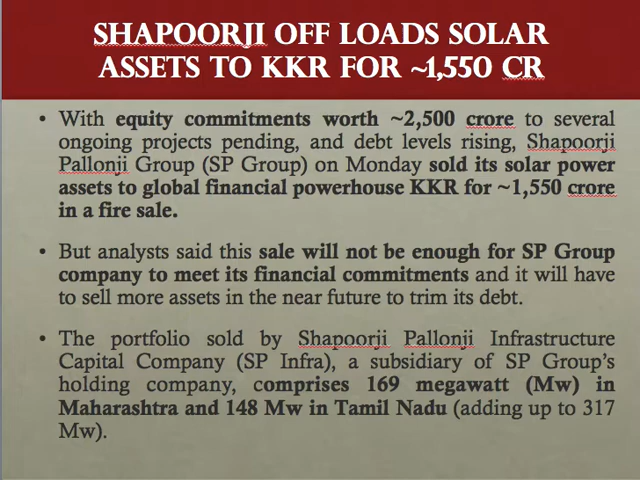 SHAPOORJI OFF LOADS SOLAR
ASSETS TO KKR FOR ~1,550 CR
• With equity commitments worth ~2,500 crore to several
ongoing projects pending, and debt levels rising, Shapoorji
Pallonji Group (SP Group) on Monday sold its solar power
assets to global financial powerhouse KKR for ~1,550 crore
in a fire sale.
• But analysts said this sale will not be enough for SP Group
company to meet its financial commitments and it will have
to sell more assets in the near future to trim its debt.
• The portfolio sold by Shapoorji Pallonji Infrastructure
Capital Company (SP Infra), a subsidiary of SP Group's
holding company, comprises 169 megawatt (Mw) in
Maharashtra and 148 Mw in Tamil Nadu (adding up to 317
Mw).